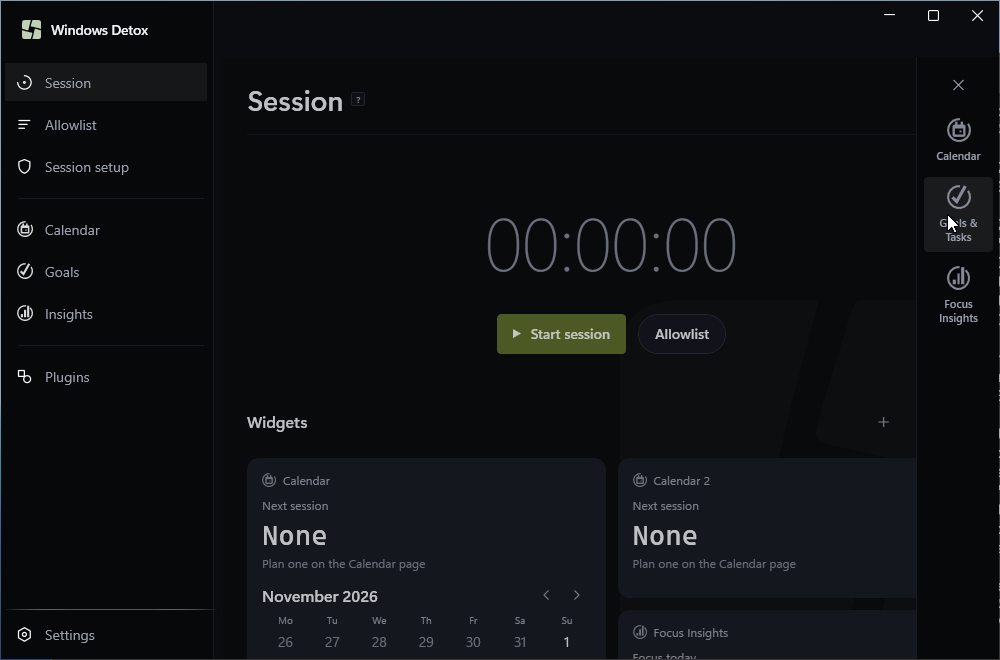 Windows Detox
Session
Allowlist
Session setup
Calendar
Goals
Insights
Plugins
Settings
Session ?
00:00:00
Start session
Allowlist
Widgets
Calendar
Next session
None
Plan one on the Calendar page
November 2026
Mo Tu We Th Fr Sa Su
26 27 28 29 30 31 1
Calendar 2
Next session
None
Plan one on the Calendar page
Focus Insights
Focus today
Calendar
&
Tasks
Focus
Insights